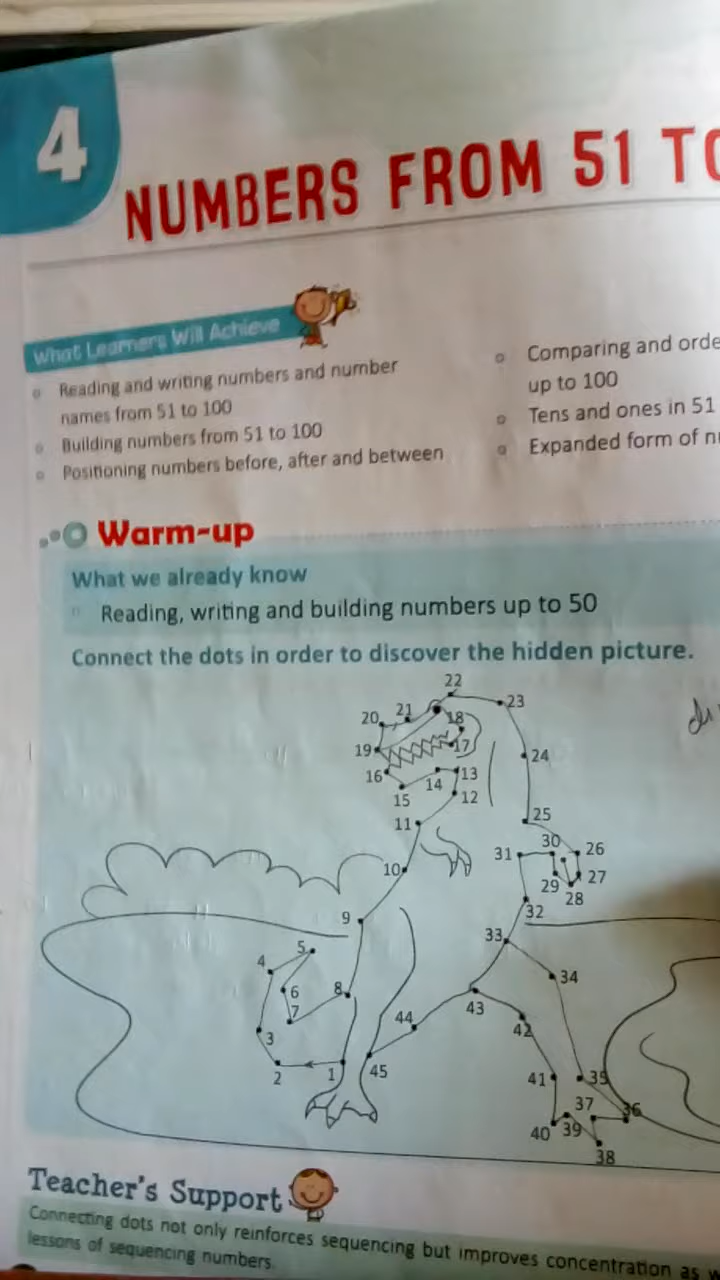 4
NUMBERS FROM 51 TO
What Learners Will Achieve
Reading and writing numbers and number
names from 51 to 100
Building numbers from 51 to 100
Positioning numbers before, after and between
Comparing and orde
up to 100
Tens and ones in 51
Expanded form of
Warm-up
What we already know
Reading, writing and building numbers up to 50
Connect the dots in order to discover the hidden picture.
22
23
20 21 18
19 17
24
16 14 13
15 12
11 25
10 31 30 26
29 27
28
9 32
33
5
4 34
6 8
7 44 43
3 42
2 1 45 41 35
37 36
40 39
38
Teacher's Support
Connecting dots not only reinforces sequencing but improves concentration as
lessons of sequencing numbers.